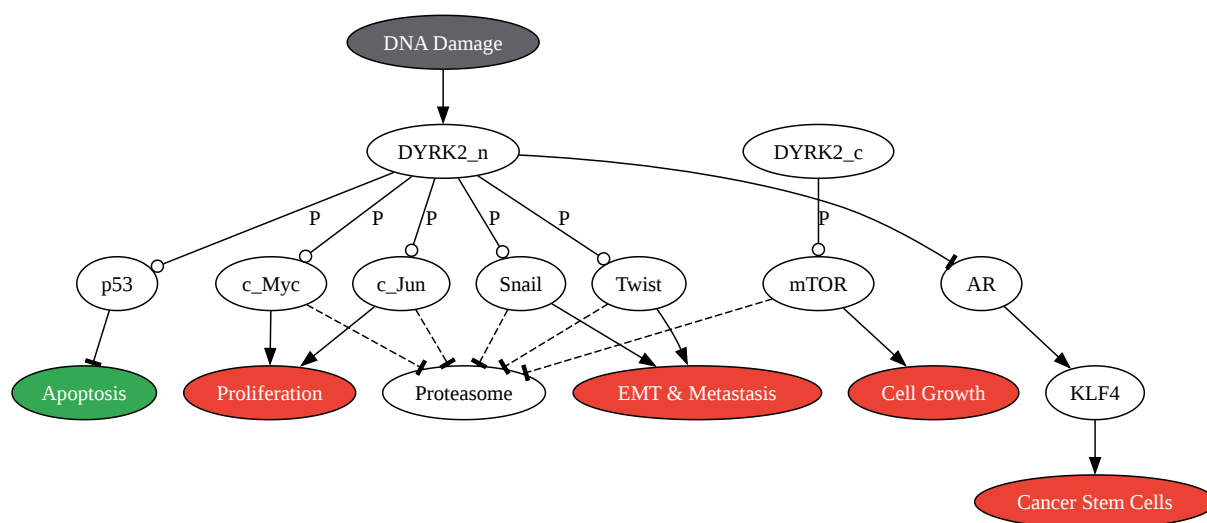 DNA Damage
DYRK2_n
DYRK2_c
P
P
P
P
P
P
p53
c_Myc
c_Jun
Snail
Twist
mTOR
AR
Apoptosis
Proliferation
Proteasome
EMT & Metastasis
Cell Growth
KLF4
Cancer Stem Cells